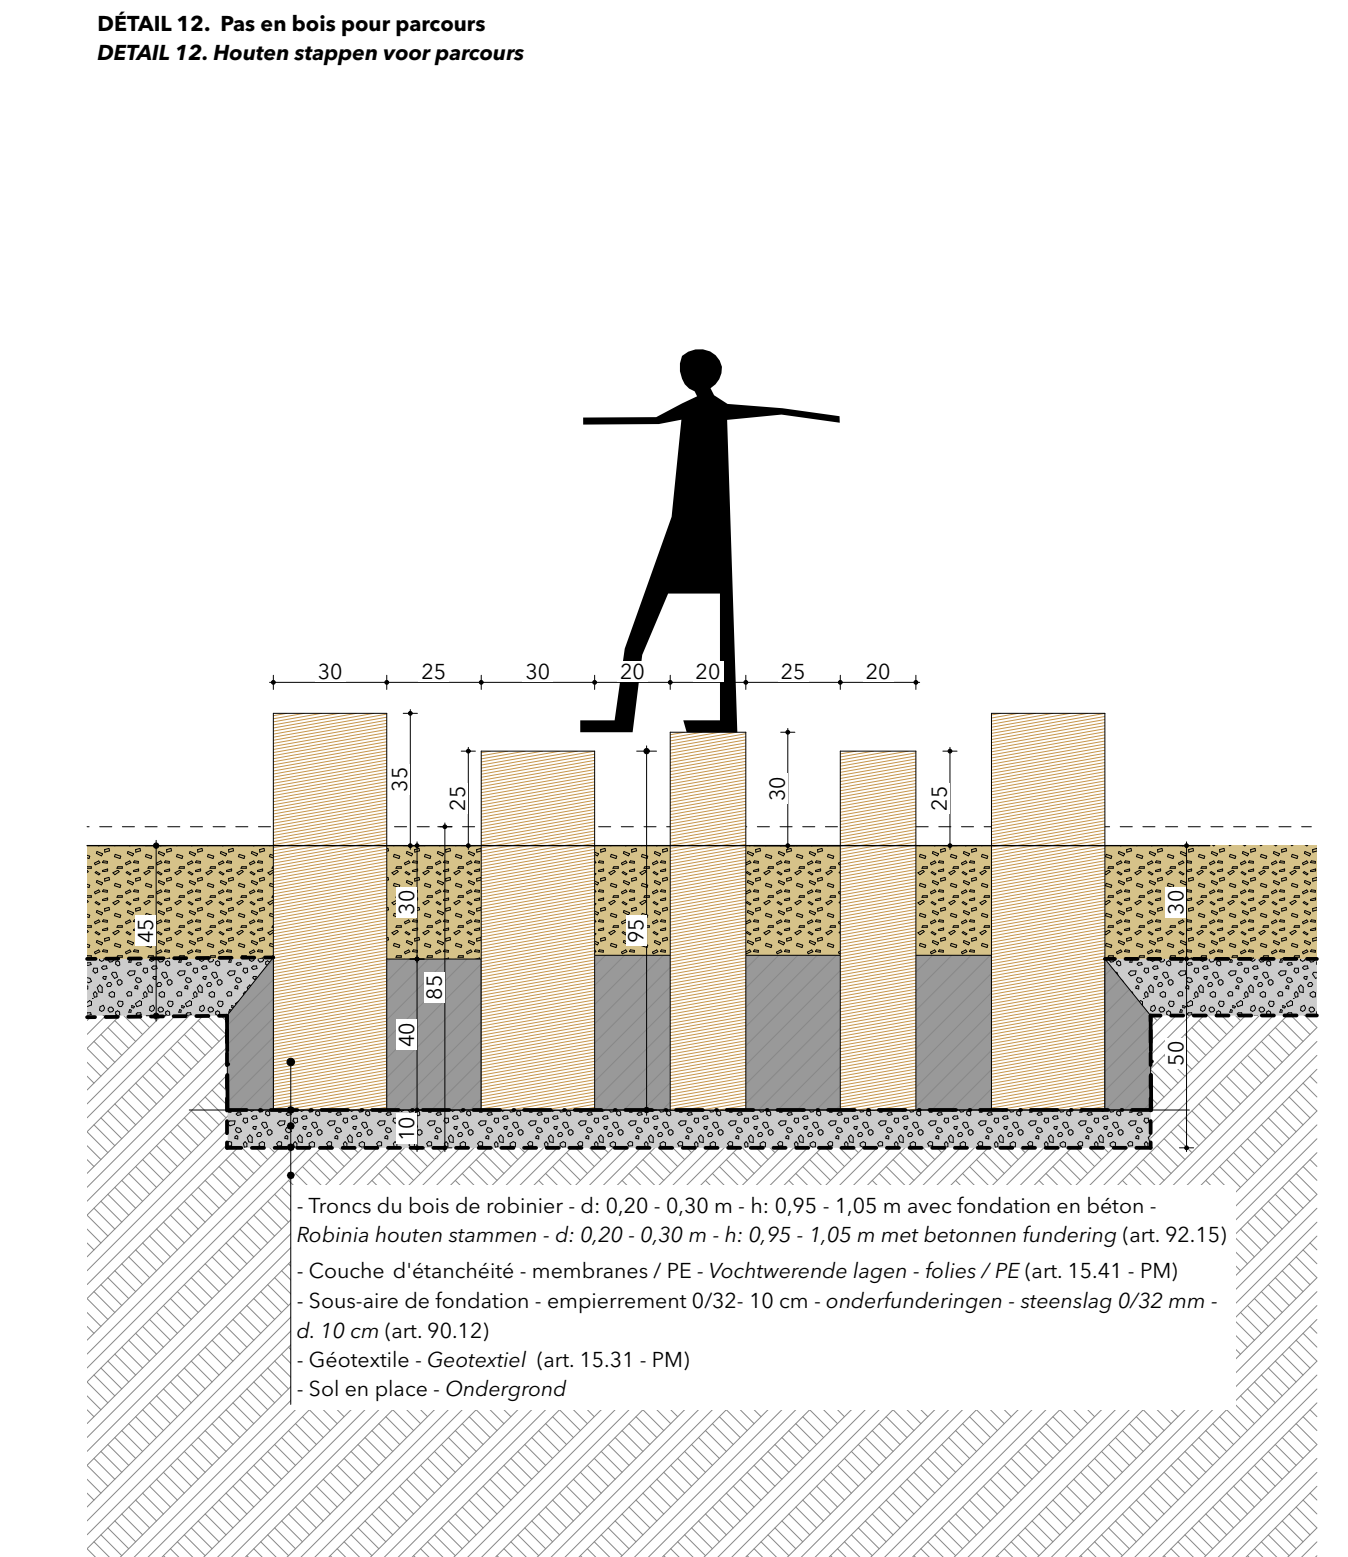 DÉTAIL 12. Pas en bois pour parcours
DETAIL 12. Houten stappen voor parcours
30 25 30 20 20 25 20
35
25
30
25
30
45
95
30
85
40
50
10
- Troncs du bois de robinier - d: 0,20 - 0,30 m - h: 0,95 - 1,05 m avec fondation en béton -
Robinia houten stammen - d: 0,20 - 0,30 m - h: 0,95 - 1,05 m met betonnen fundering (art. 92.15)
- Couche d'étanchéité - membranes / PE - Vochtwerende lagen - folies / PE (art. 15.41 - PM)
- Sous-aire de fondation - empierrement 0/32- 10 cm - onderfunderingen - steenslag 0/32 mm -
d. 10 cm (art. 90.12)
- Géotextile - Geotextiel (art. 15.31 - PM)
- Sol en place - Ondergrond